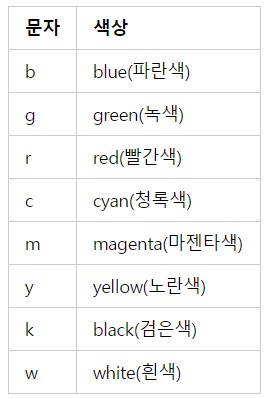 문자 색상
b blue(파란색)
g green(녹색)
r red(빨간색)
c cyan(청록색)
m magenta(마젠타색)
y yellow(노란색)
k black(검은색)
w white(흰색)